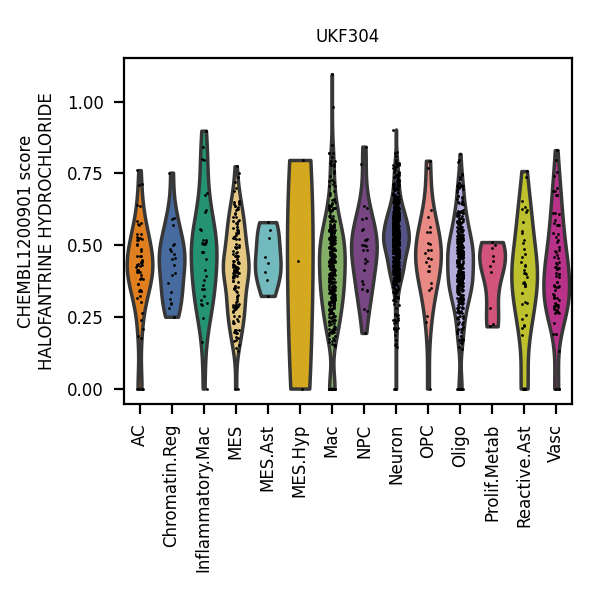 UKF304
CHEMBL1200901 score
HALOFANTRINE HYDROCHLORIDE
1.00
0.75
0.50
0.25
0.00
AC
Chromatin.Reg
Inflammatory.Mac
MES
MES.Ast
MES.Hyp
Mac
NPC
Neuron
OPC
Oligo
Prolif.Metab
Reactive.Ast
Vasc